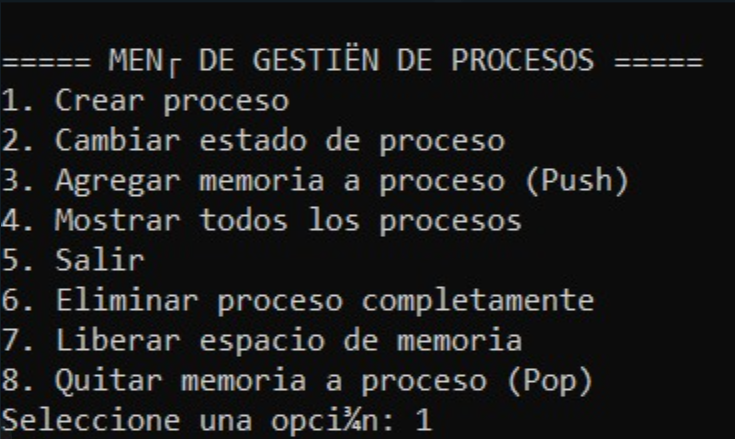 ===== MEN┌ DE GESTIËN DE PROCESOS =====
1. Crear proceso
2. Cambiar estado de proceso
3. Agregar memoria a proceso (Push)
4. Mostrar todos los procesos
5. Salir
6. Eliminar proceso completamente
7. Liberar espacio de memoria
8. Quitar memoria a proceso (Pop)
Seleccione una opci¾n: 1